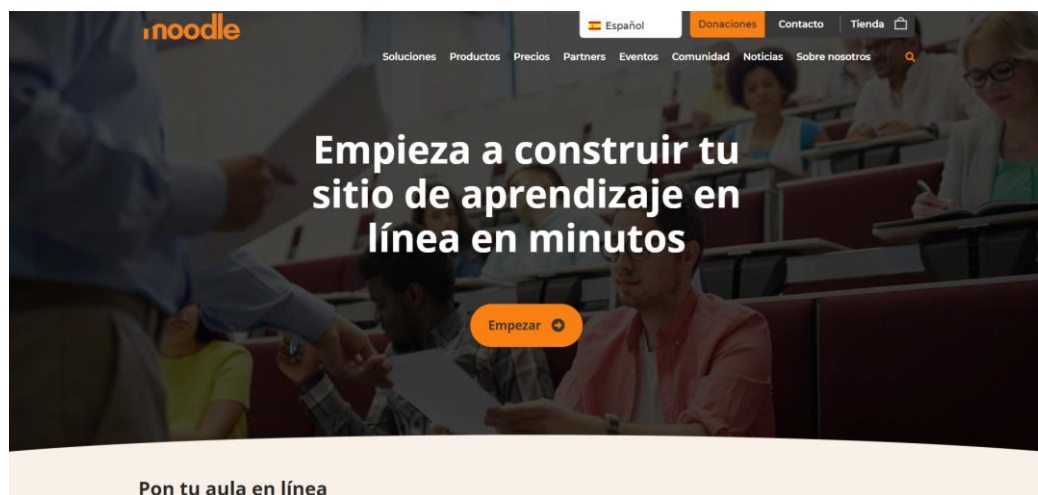 moodle
Español
Donaciones
Contacto
Tienda
Soluciones Productos Precios Partners Eventos Comunidad Noticias Sobre nosotros
Empieza a construir tu
sitio de aprendizaje en
línea en minutos
Empezar
Pon tu aula en línea